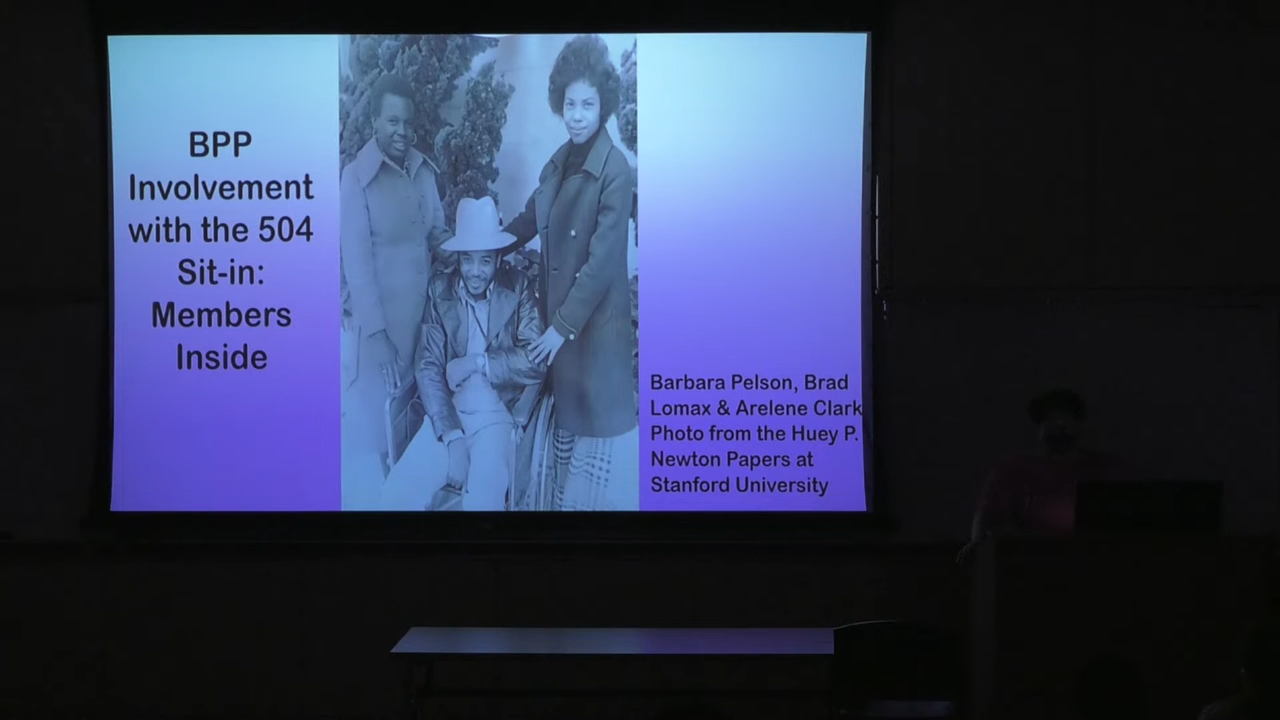 BPP
Involvement
with the 504
Sit-in:
Members
Inside
Barbara Pelson, Brad
Lomax & Arelene Clark
Photo from the Huey P.
Newton Papers at
Stanford University